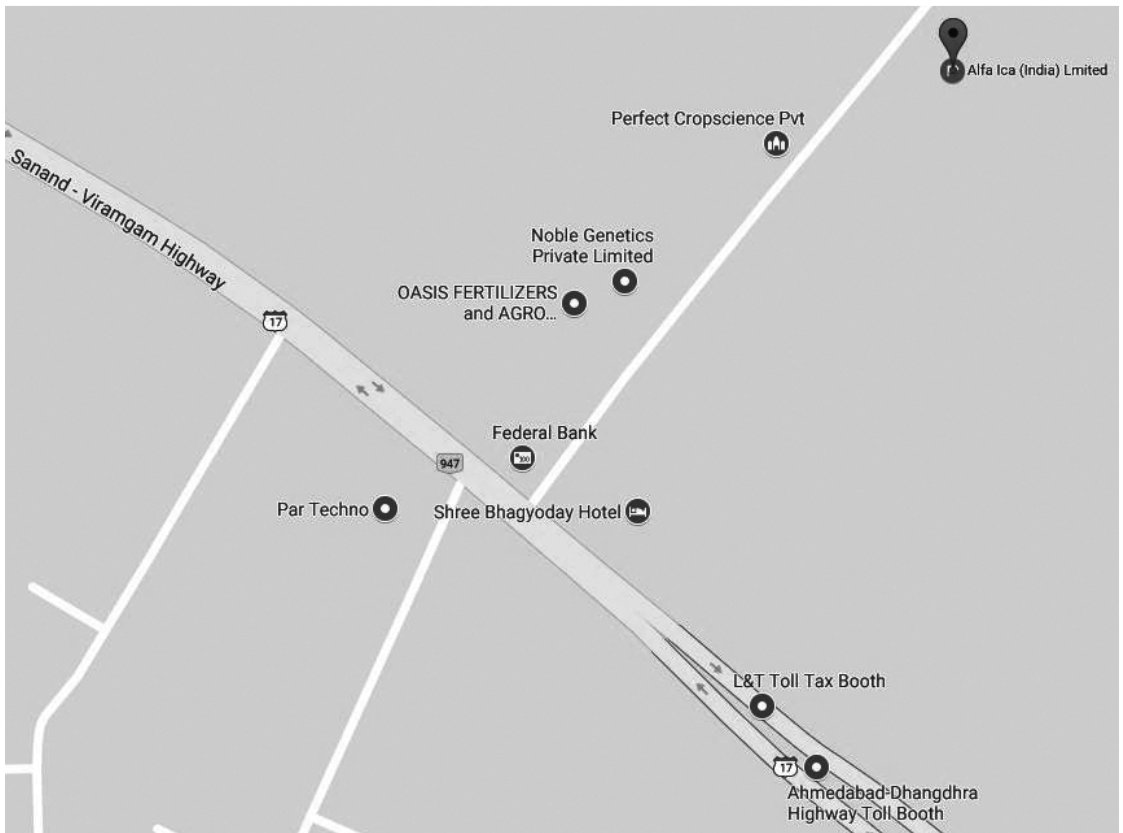 Alfa Ica (India) Lmited
Perfect Cropscience Pvt
Sanand - Viramgam Highway
Noble Genetics
Private Limited
OASIS FERTILIZERS
and AGRO...
17
Federal Bank
947
Par Techno
Shree Bhagyoday Hotel
L&T Toll Tax Booth
17
Ahmedabad-Dhangdhra
Highway Toll Booth